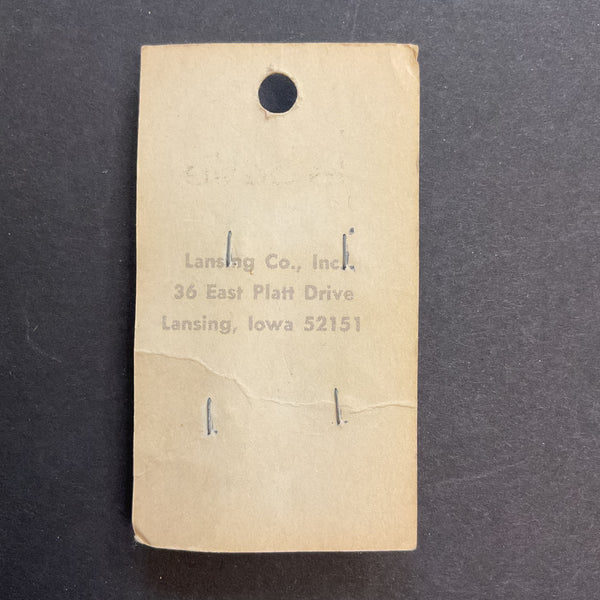 Lansing Co., Inc.
36 East Platt Drive
Lansing, Iowa 52151